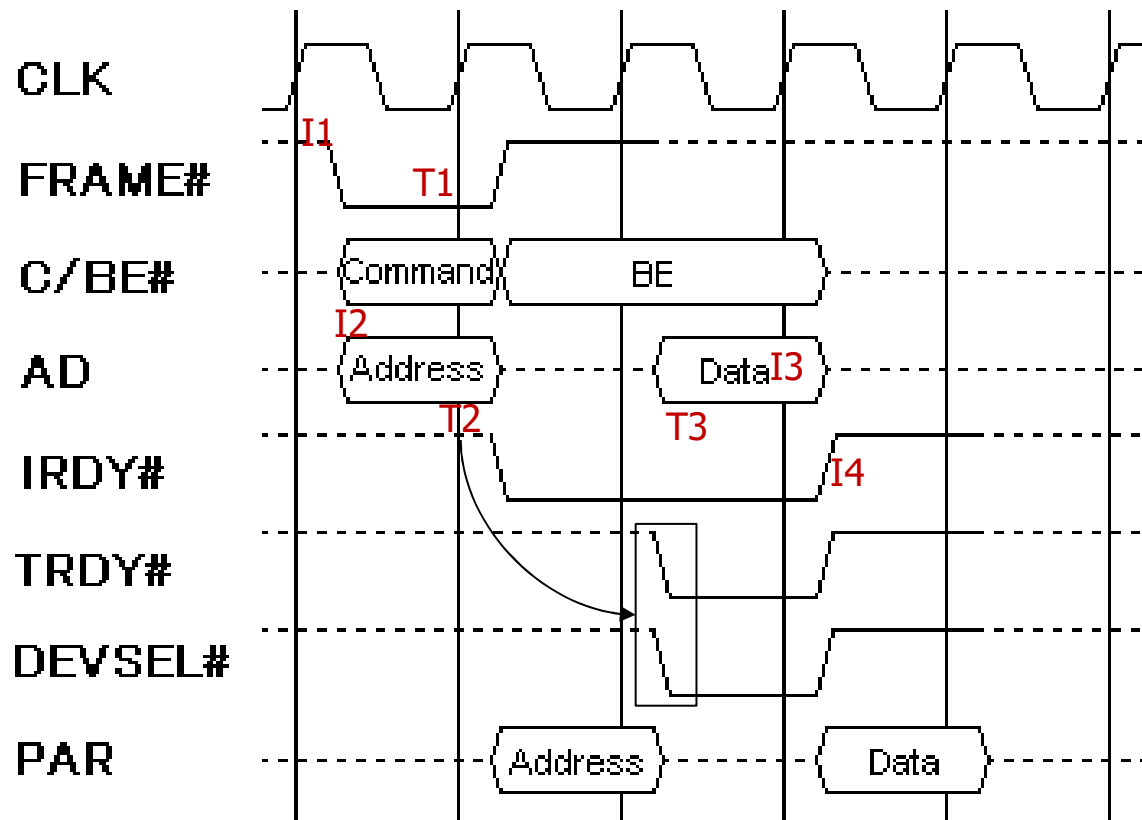 CLK
I1
FRAME#
T1
C/BE#
Command
BE
I2
AD
Address
Data
I3
T2
T3
IRDY#
I4
TRDY#
DEVSEL#
PAR
Address
Data